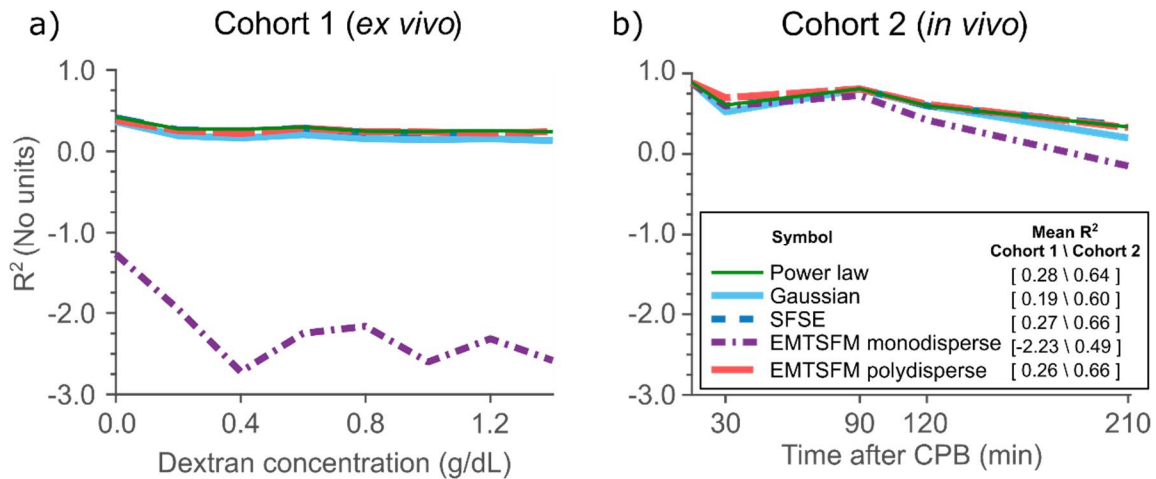 a) Cohort 1 (ex vivo)
1.0
0.0
-1.0
-2.0
-3.0
R² (No units)
0.0 0.4 0.8 1.2
Dextran concentration (g/dL)
b) Cohort 2 (in vivo)
1.0
0.0
-1.0
-2.0
-3.0
30 90 120 210
Time after CPB (min)
Symbol Mean R²
Cohort 1 \ Cohort 2
Power law [ 0.28 \ 0.64 ]
Gaussian [ 0.19 \ 0.60 ]
SFSE [ 0.27 \ 0.66 ]
EMTSFM monodisperse [-2.23 \ 0.49 ]
EMTSFM polydisperse [ 0.26 \ 0.66 ]